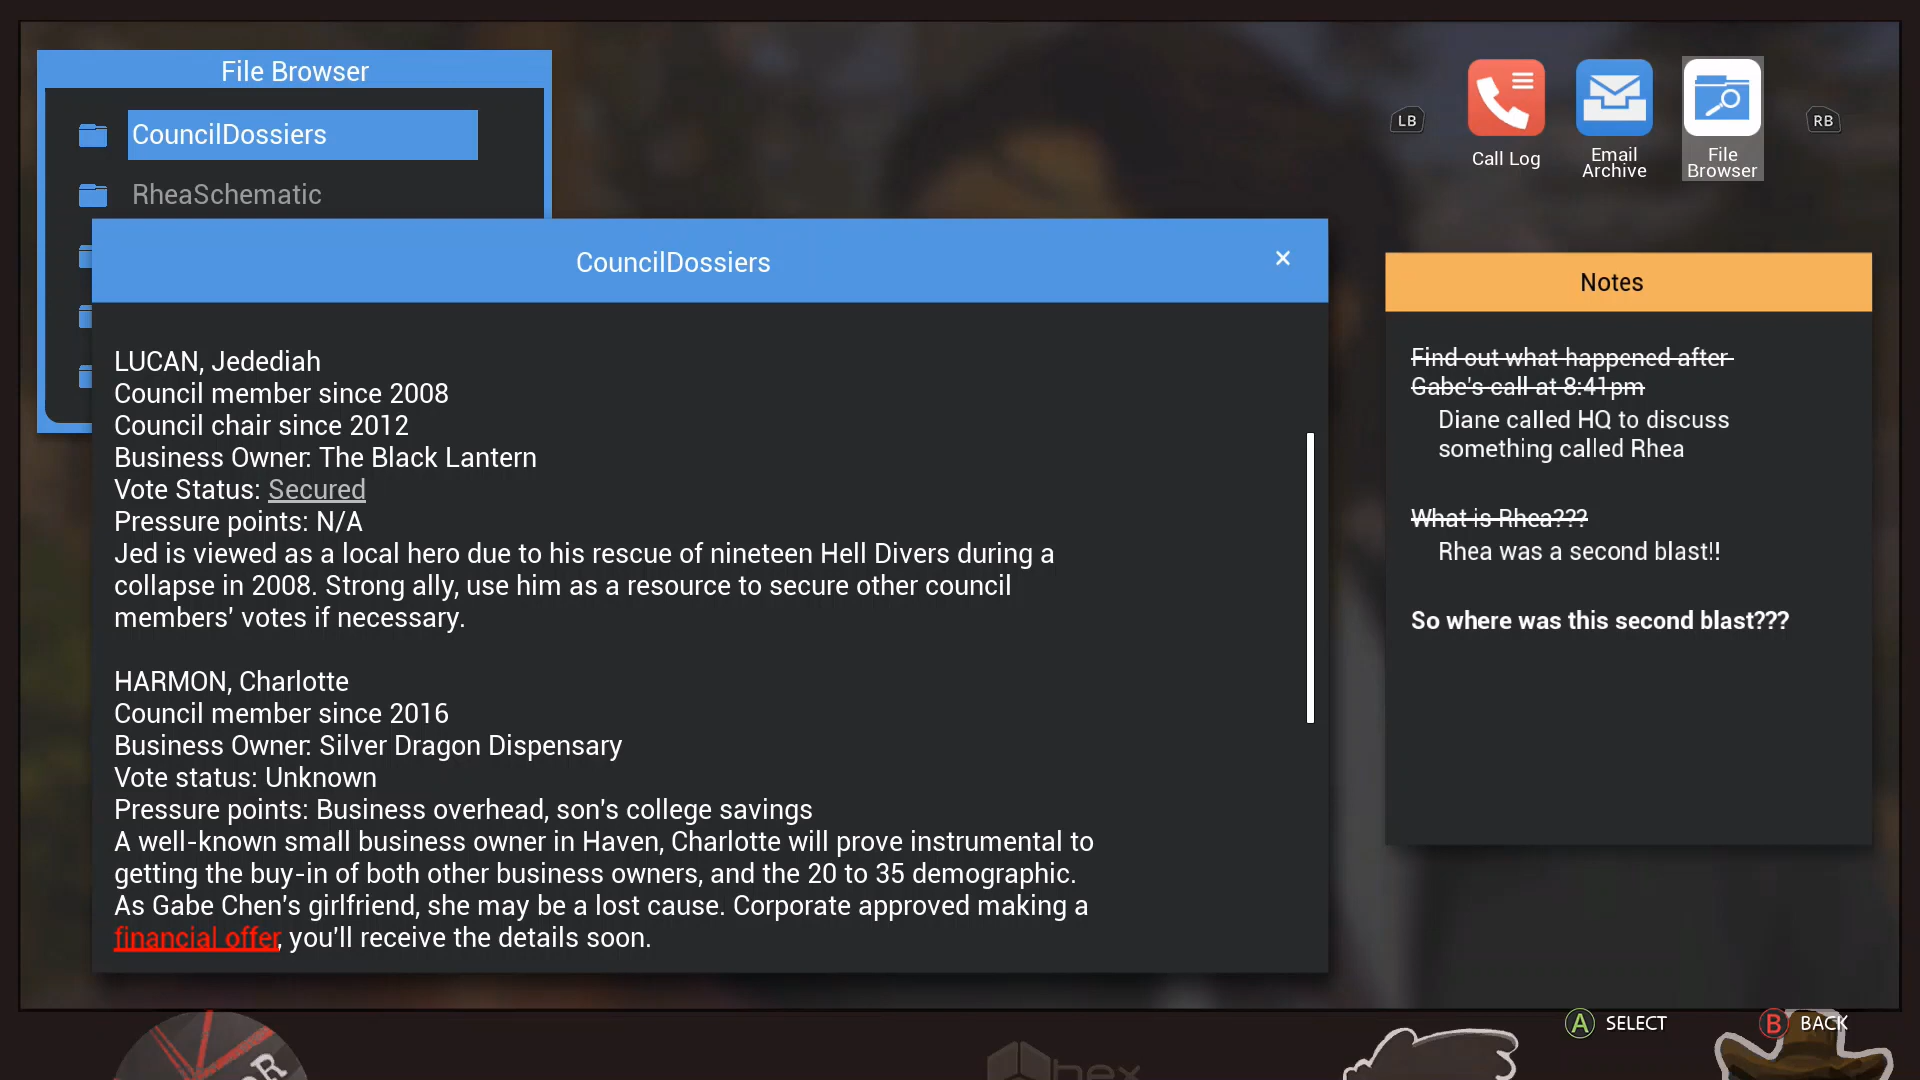 File Browser
CouncilDossiers
RheaSchematic
LB
Call Log
Email
Archive
File
Browser
RB
CouncilDossiers
×
LUCAN, Jedediah
Council member since 2008
Council chair since 2012
Business Owner: The Black Lantern
Vote Status: Secured
Pressure points: N/A
Jed is viewed as a local hero due to his rescue of nineteen Hell Divers during a
collapse in 2008. Strong ally, use him as a resource to secure other council
members' votes if necessary.
HARMON, Charlotte
Council member since 2016
Business Owner: Silver Dragon Dispensary
Vote status: Unknown
Pressure points: Business overhead, son's college savings
A well-known small business owner in Haven, Charlotte will prove instrumental to
getting the buy-in of both other business owners, and the 20 to 35 demographic.
As Gabe Chen's girlfriend, she may be a lost cause. Corporate approved making a
financial offer, you'll receive the details soon.
Notes
Find out what happened after
Gabe's call at 8:41pm
Diane called HQ to discuss
something called Rhea
What is Rhea???
Rhea was a second blast!!
So where was this second blast???
A SELECT
B BACK
hex